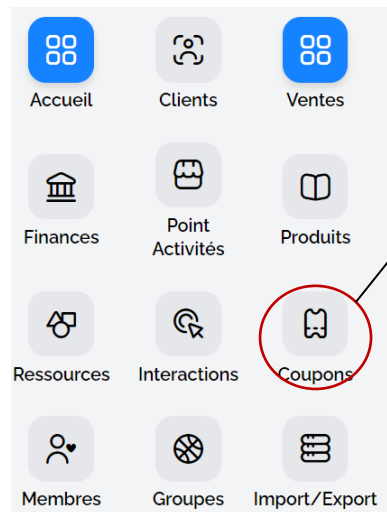 Accueil Clients Ventes
Finances Point Activités Produits
Ressources Interactions Coupons
Membres Groupes Import/Export